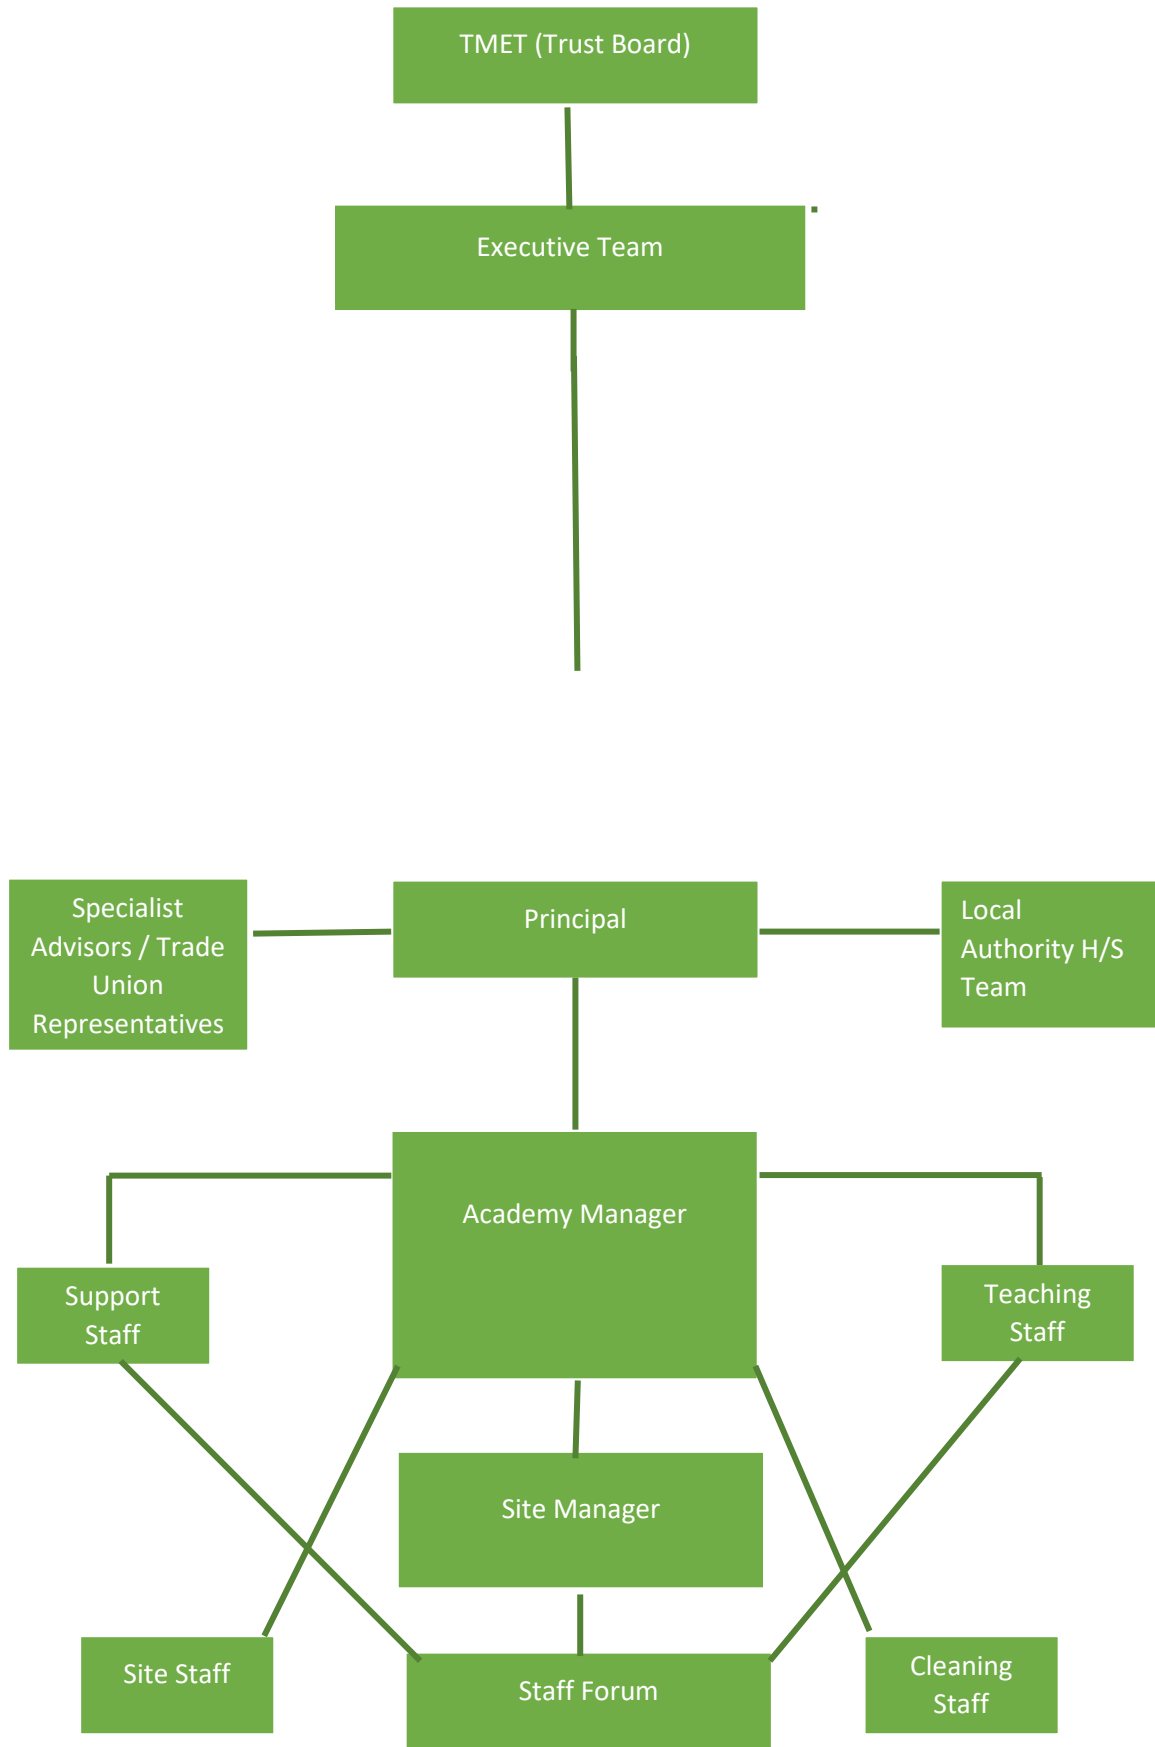 TMET (Trust Board)
Executive Team
Specialist
Advisors / Trade
Union
Representatives
Principal
Local
Authority H/S
Team
Academy Manager
Support
Staff
Teaching
Staff
Site Manager
Site Staff
Staff Forum
Cleaning
Staff